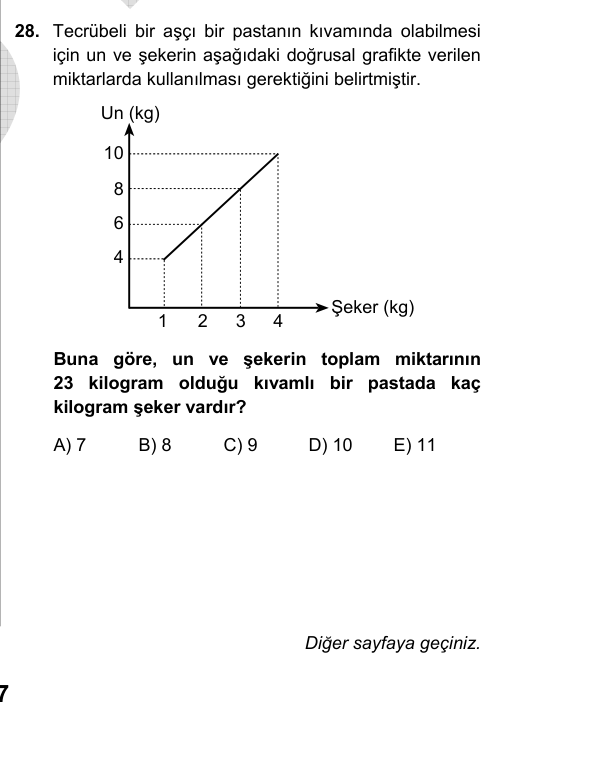 28. Tecrübeli bir aşçı bir pastanın kıvamında olabilmesi
için un ve şekerin aşağıdaki doğrusal grafikte verilen
miktarlarda kullanılması gerektiğini belirtmiştir.
Un (kg)
10
8
6
4
Şeker (kg)
1 2 3 4
Buna göre, un ve şekerin toplam miktarının
23 kilogram olduğu kıvamlı bir pastada kaç
kilogram şeker vardır?
A) 7 B) 8 C) 9 D) 10 E) 11
Diğer sayfaya geçiniz.
7